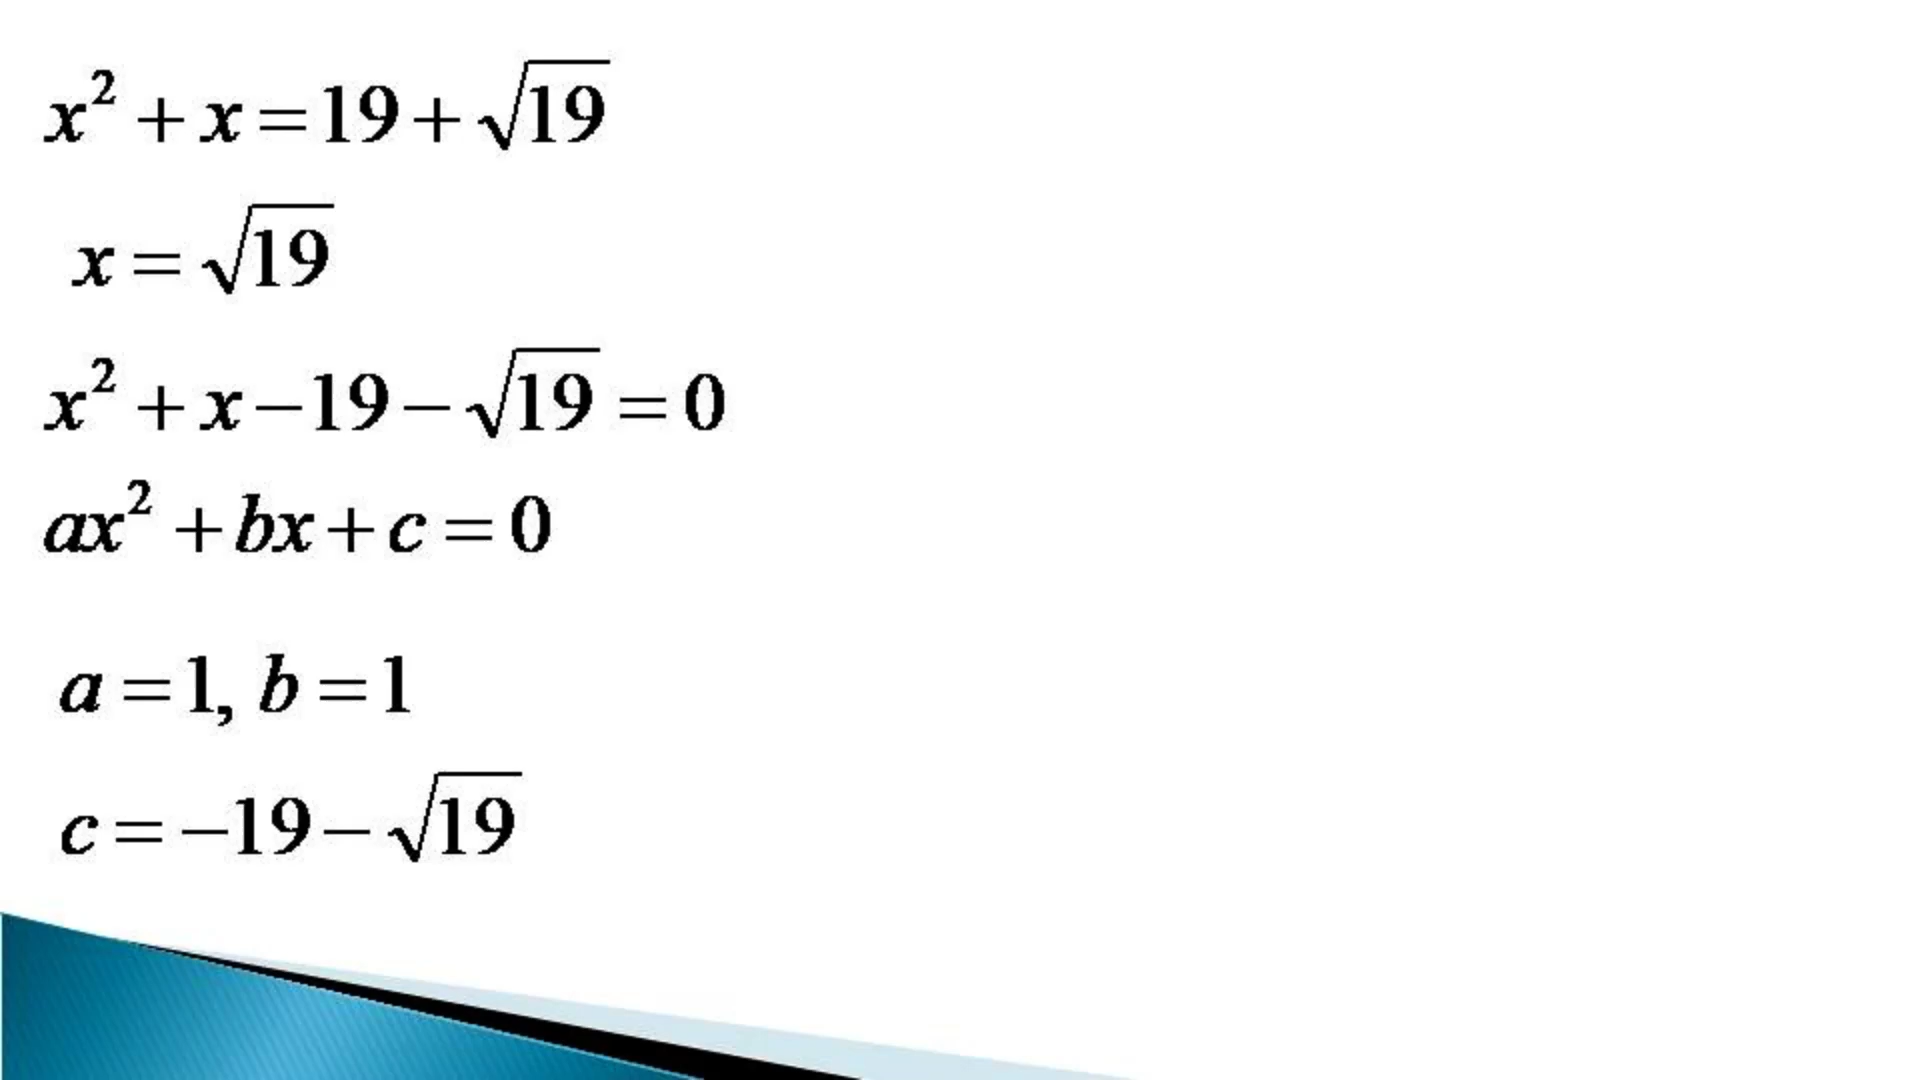 x² + x = 19 + √19
x = √19
x² + x − 19 − √19 = 0
ax² + bx + c = 0
a = 1, b = 1
c = −19 − √19